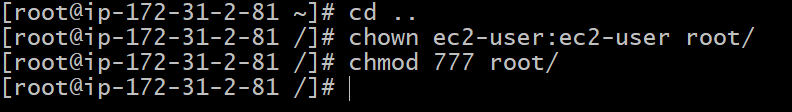 [root@ip-172-31-2-81 ~]# cd ..
[root@ip-172-31-2-81 /]# chown ec2-user:ec2-user root/
[root@ip-172-31-2-81 /]# chmod 777 root/
[root@ip-172-31-2-81 /]#